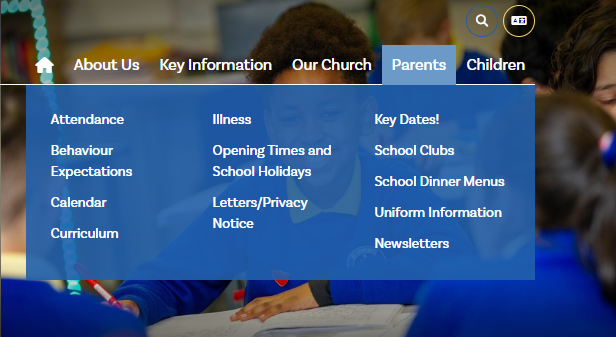 About Us Key Information Our Church Parents Children
Attendance
Behaviour
Expectations
Calendar
Curriculum
Illness
Opening Times and
School Holidays
Letters/Privacy
Notice
Key Dates!
School Clubs
School Dinner Menus
Uniform Information
Newsletters